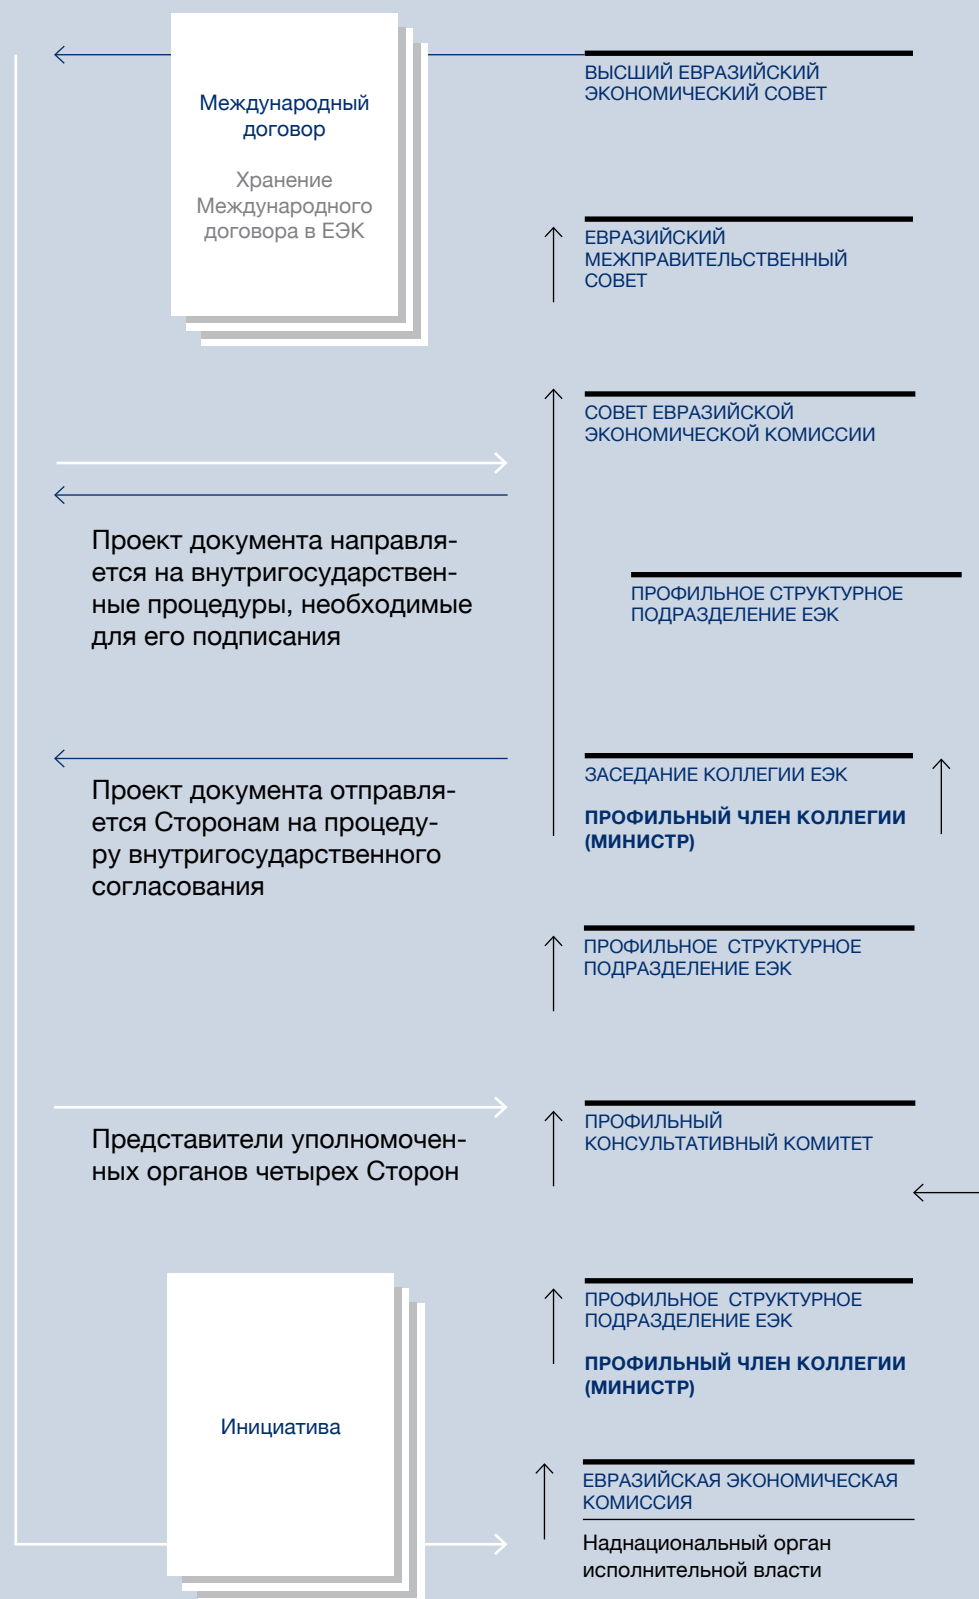 Международный
договор
Хранение
Международного
договора в ЕЭК
ВЫСШИЙ ЕВРАЗИЙСКИЙ
ЭКОНОМИЧЕСКИЙ СОВЕТ
ЕВРАЗИЙСКИЙ
МЕЖПРАВИТЕЛЬСТВЕННЫЙ
СОВЕТ
СОВЕТ ЕВРАЗИЙСКОЙ
ЭКОНОМИЧЕСКОЙ КОМИССИИ
Проект документа направля-
ется на внутригосударствен-
ные процедуры, необходимые
для его подписания
ПРОФИЛЬНОЕ СТРУКТУРНОЕ
ПОДРАЗДЕЛЕНИЕ ЕЭК
Проект документа отправля-
ется Сторонам на процеду-
ру внутригосударственного
согласования
ЗАСЕДАНИЕ КОЛЛЕГИИ ЕЭК
ПРОФИЛЬНЫЙ ЧЛЕН КОЛЛЕГИИ
(МИНИСТР)
ПРОФИЛЬНОЕ СТРУКТУРНОЕ
ПОДРАЗДЕЛЕНИЕ ЕЭК
Представители уполномочен-
ных органов четырех Сторон
ПРОФИЛЬНЫЙ
КОНСУЛЬТАТИВНЫЙ КОМИТЕТ
ПРОФИЛЬНОЕ СТРУКТУРНОЕ
ПОДРАЗДЕЛЕНИЕ ЕЭК
ПРОФИЛЬНЫЙ ЧЛЕН КОЛЛЕГИИ
(МИНИСТР)
Инициатива
ЕВРАЗИЙСКАЯ ЭКОНОМИЧЕСКАЯ
КОМИССИЯ
Наднациональный орган
исполнительной власти